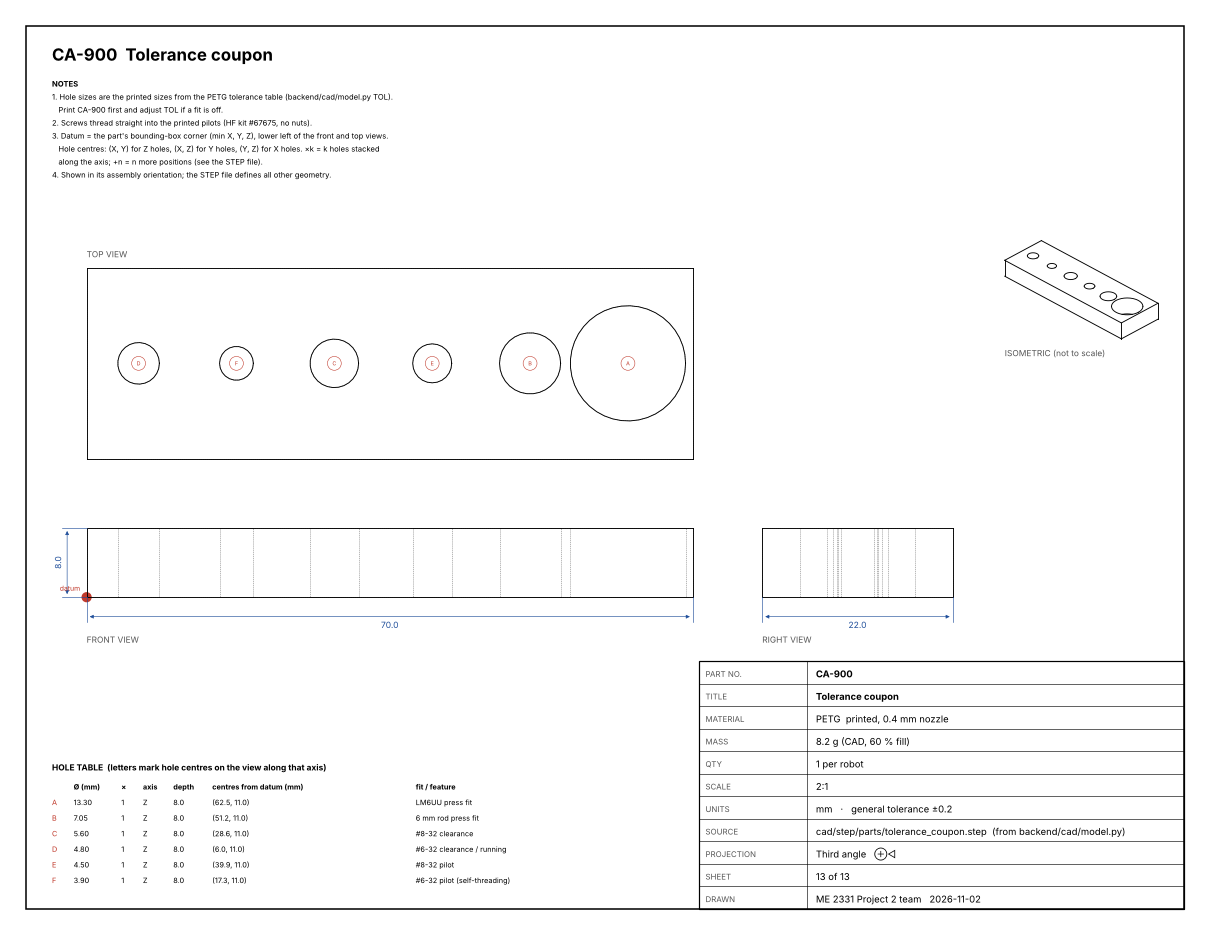 CA-900 Tolerance coupon
NOTES
1. Hole sizes are the printed sizes from the PETG tolerance table (backend/cad/model.py TOL).
Print CA-900 first and adjust TOL if a fit is off.
2. Screws thread straight into the printed pilots (HF kit #67675, no nuts).
3. Datum = the part's bounding-box corner (min X, Y, Z), lower left of the front and top views.
Hole centres: (X, Y) for Z holes, (X, Z) for Y holes, (Y, Z) for X holes. ×k = k holes stacked
along the axis; +n = n more positions (see the STEP file).
4. Shown in its assembly orientation; the STEP file defines all other geometry.
TOP VIEW
D F C E B A
ISOMETRIC (not to scale)
8.0
datum
70.0
22.0
FRONT VIEW
RIGHT VIEW
PART NO. CA-900
TITLE Tolerance coupon
MATERIAL PETG printed, 0.4 mm nozzle
MASS 8.2 g (CAD, 60 % fill)
QTY 1 per robot
SCALE 2:1
UNITS mm · general tolerance ±0.2
SOURCE cad/step/parts/tolerance_coupon.step (from backend/cad/model.py)
PROJECTION Third angle
SHEET 13 of 13
DRAWN ME 2331 Project 2 team 2026-11-02
HOLE TABLE (letters mark hole centres on the view along that axis)
Ø (mm) × axis depth centres from datum (mm) fit / feature
A 13.30 1 Z 8.0 (62.5, 11.0) LM6UU press fit
B 7.05 1 Z 8.0 (51.2, 11.0) 6 mm rod press fit
C 5.60 1 Z 8.0 (28.6, 11.0) #8-32 clearance
D 4.80 1 Z 8.0 (6.0, 11.0) #6-32 clearance / running
E 4.50 1 Z 8.0 (39.9, 11.0) #8-32 pilot
F 3.90 1 Z 8.0 (17.3, 11.0) #6-32 pilot (self-threading)